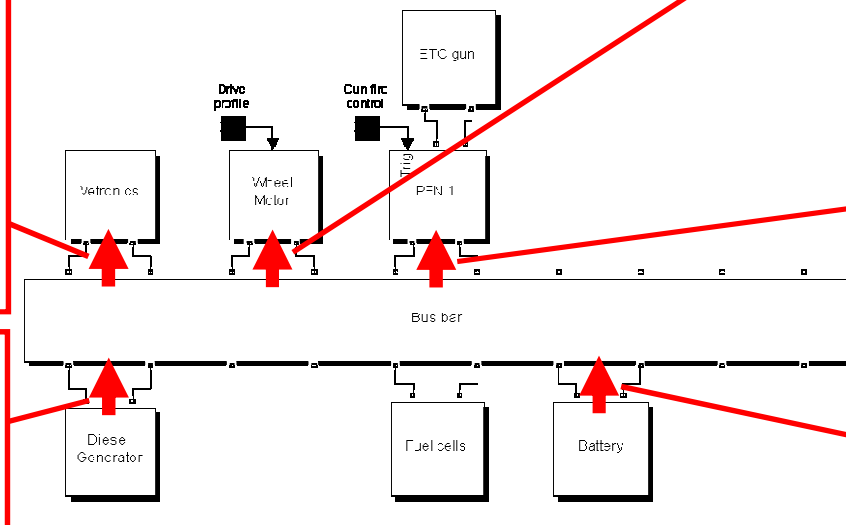 ETC gun
Drive
profile
Gun fire
control
Vetronics
Wheel
Motor
Trig
PFN 1
Bus bar
Diese
Generator
Fuel cells
Battery